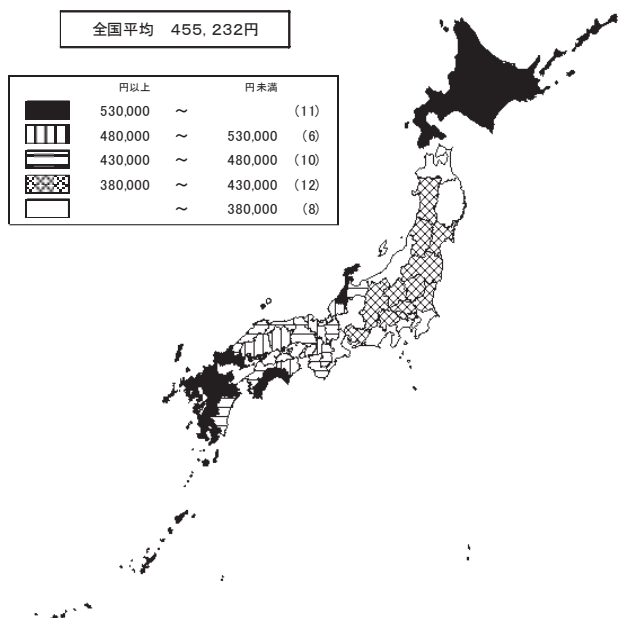 全国平均 455,232円
円以上 円未満
530,000 ～ (11)
480,000 ～ 530,000 (6)
430,000 ～ 480,000 (10)
380,000 ～ 430,000 (12)
～ 380,000 (8)